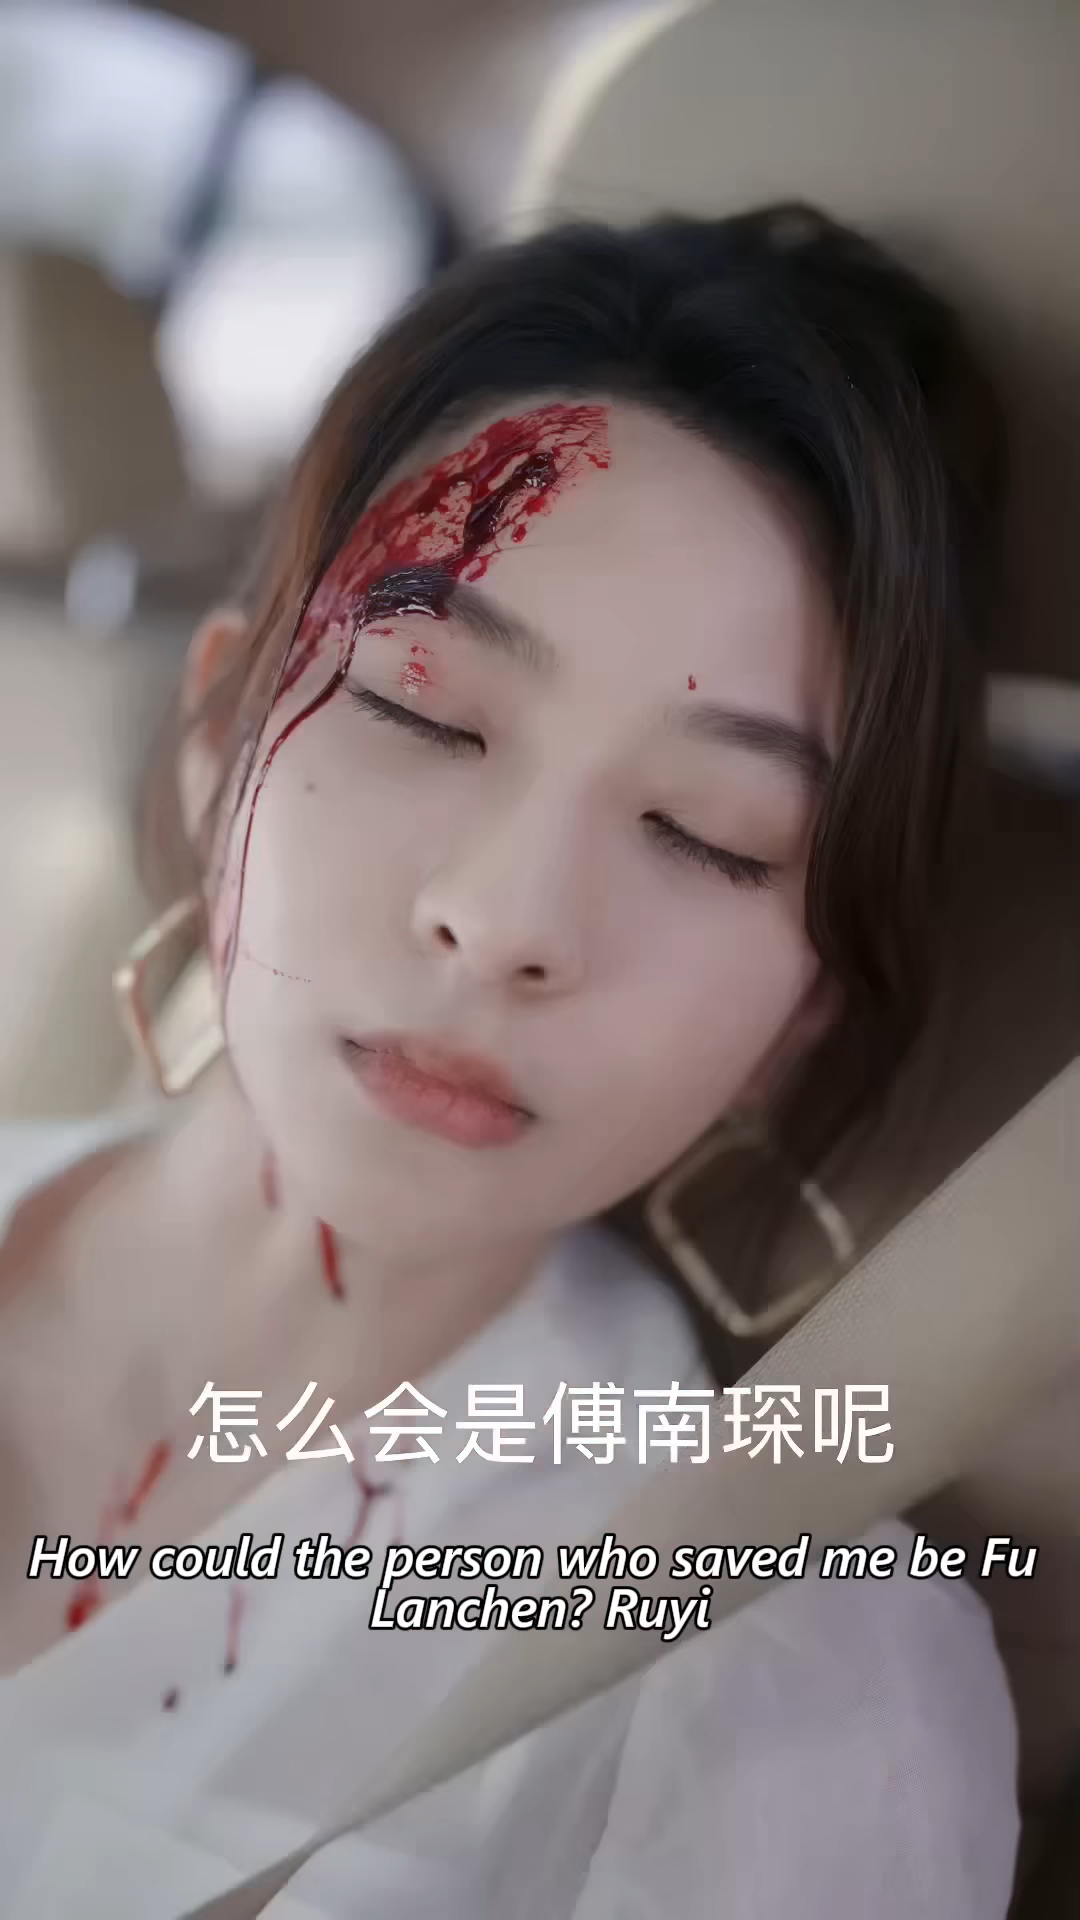 怎么会是傅南琛呢
How could the person who saved me be Fu
Lanchen? Ruyi